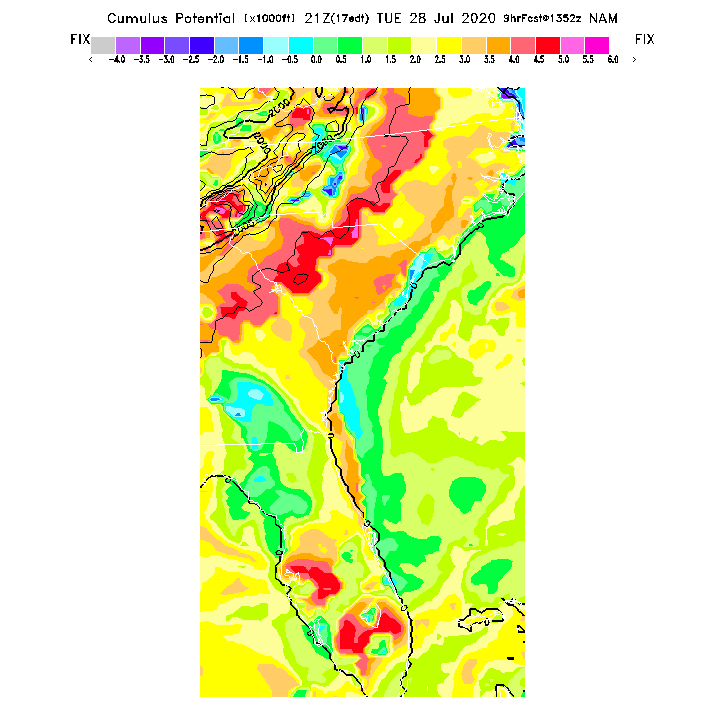 Cumulus Potential [x1000ft] 21Z(17edt) TUE 28 Jul 2020 9hrFcst@1352z NAM
FIX FIX
< -4.0 -3.5 -3.0 -2.5 -2.0 -1.5 -1.0 -0.5 0.0 0.5 1.0 1.5 2.0 2.5 3.0 3.5 4.0 4.5 5.0 5.5 6.0 >
2000
2000